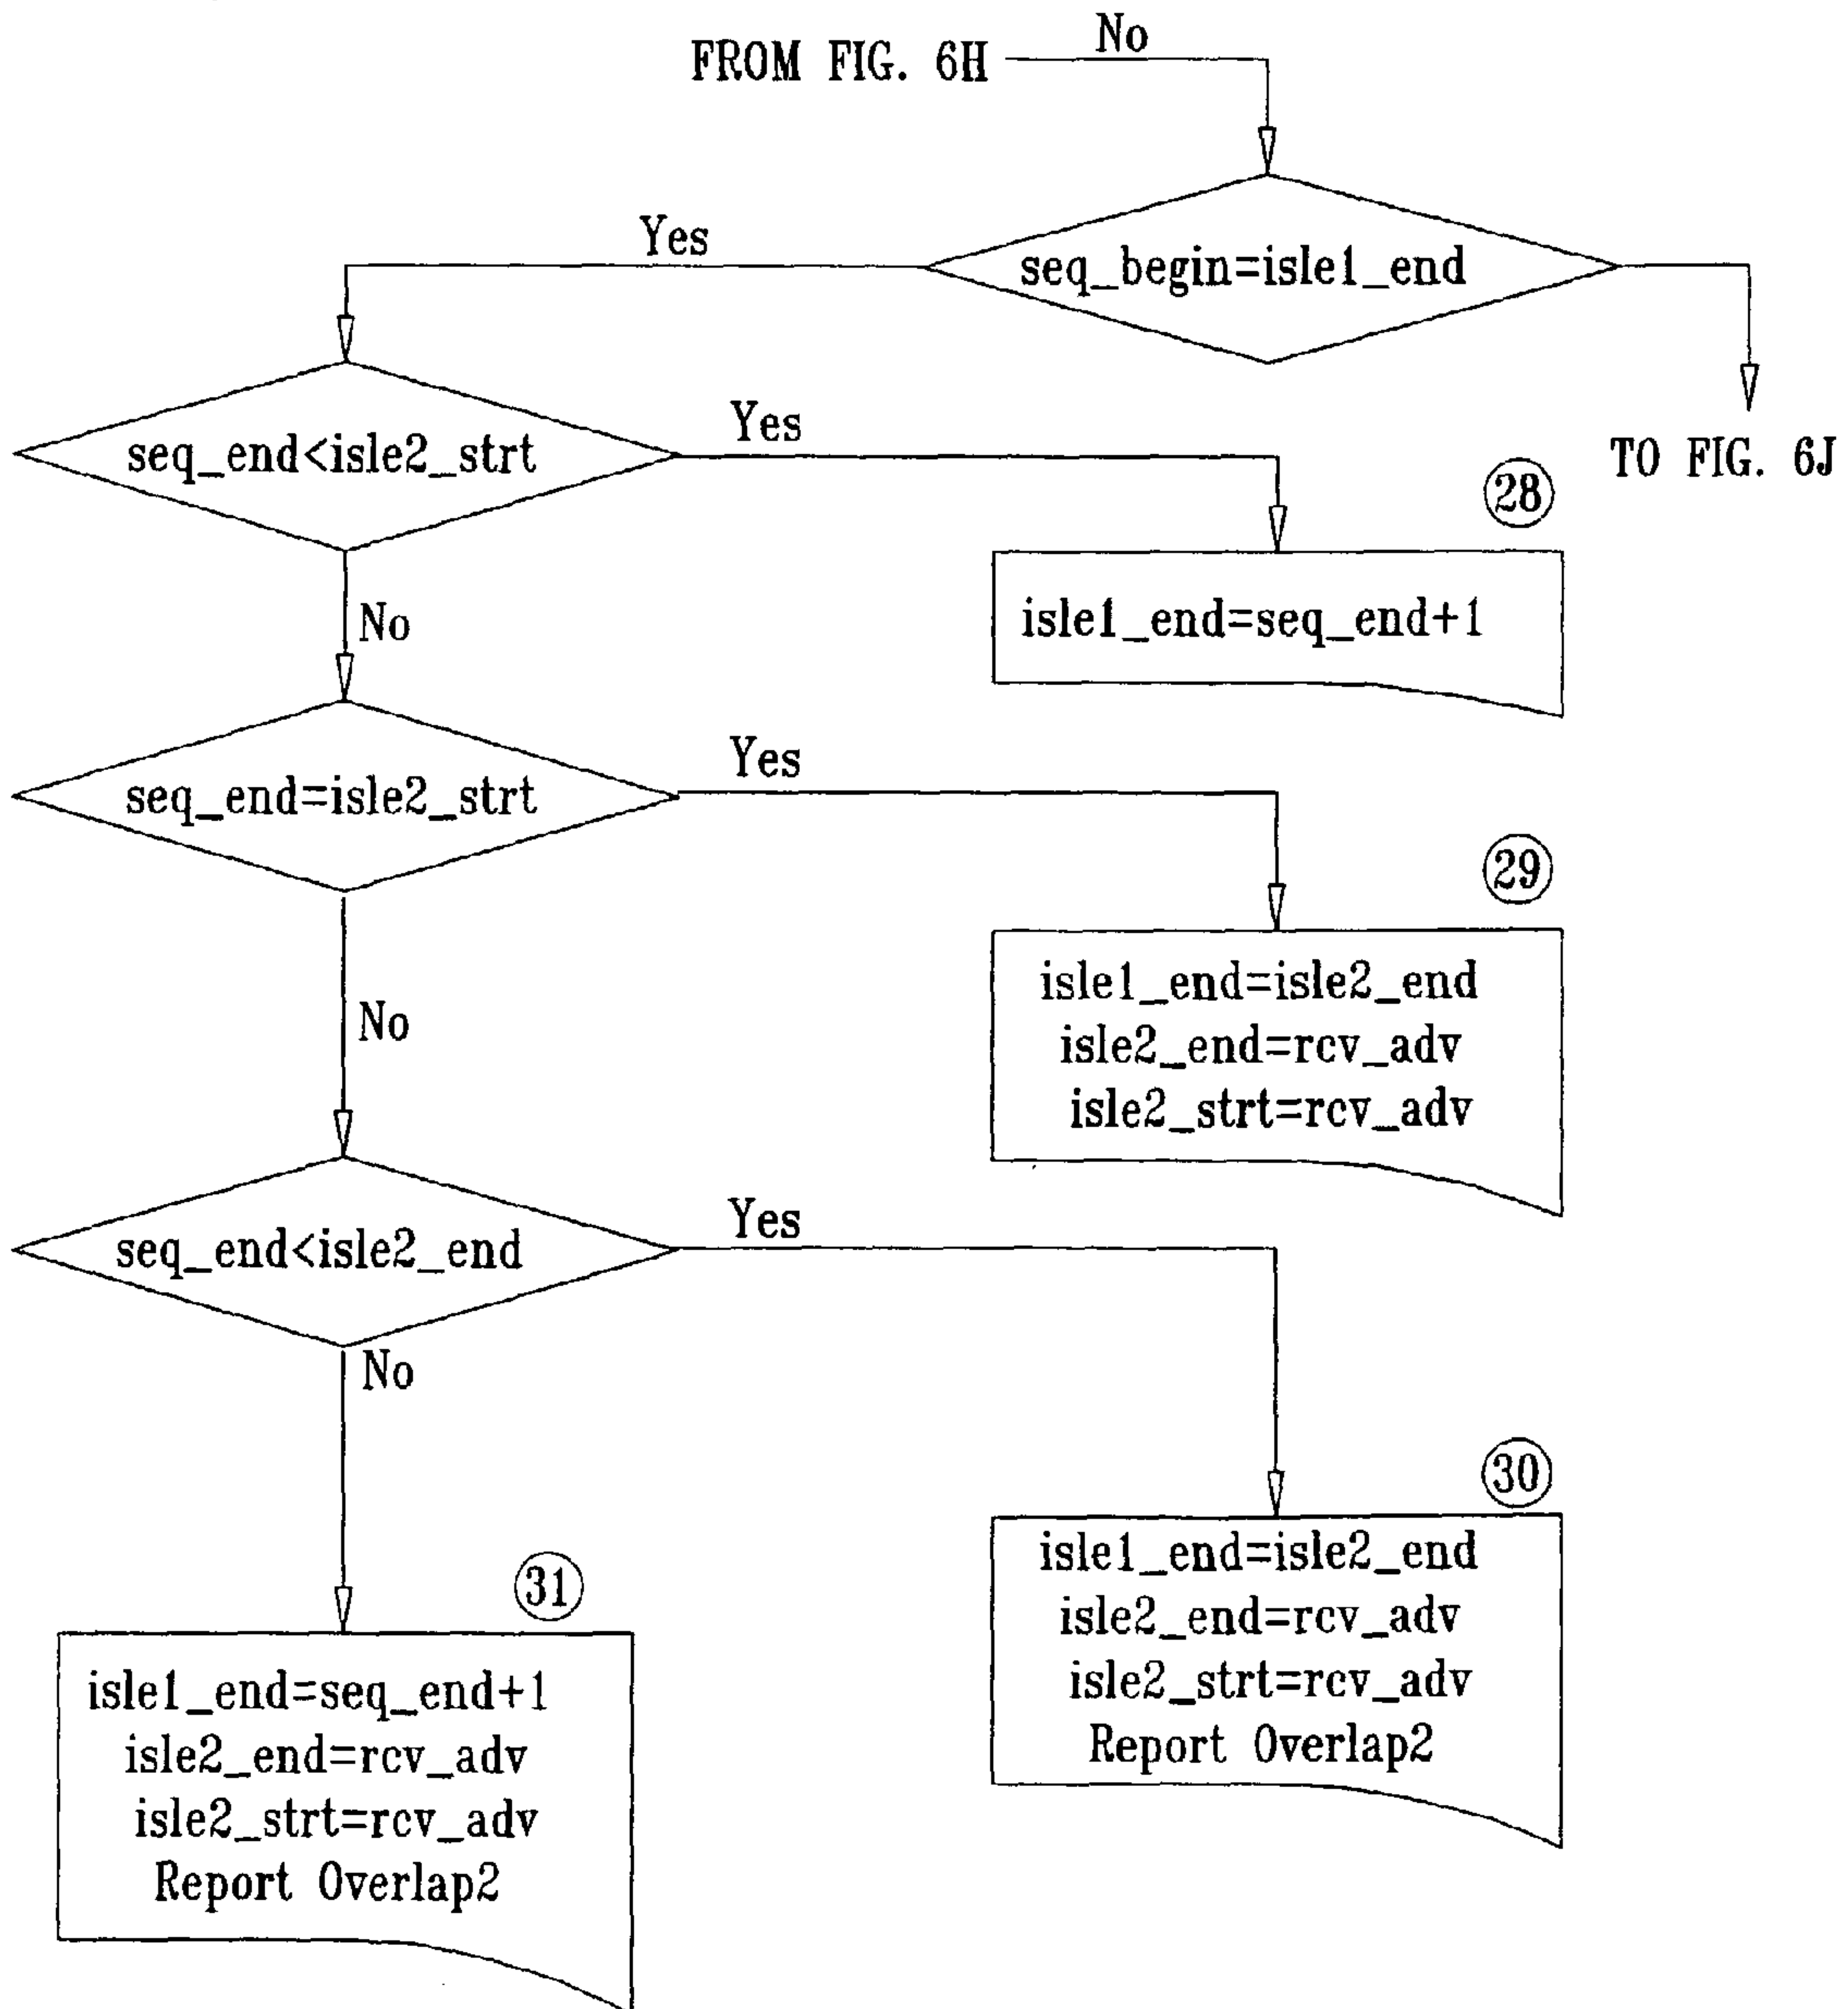 FROM FIG. 6H
No
seq_begin=isle1_end
Yes
TO FIG. 6J
seq_end<isle2_strt
Yes
28
isle1_end=seq_end+1
No
seq_end=isle2_strt
Yes
29
isle1_end=isle2_end
isle2_end=rcv_adv
isle2_strt=rcv_adv
No
seq_end<isle2_end
Yes
30
isle1_end=isle2_end
isle2_end=rcv_adv
isle2_strt=rcv_adv
Report Overlap2
No
31
isle1_end=seq_end+1
isle2_end=rcv_adv
isle2_strt=rcv_adv
Report Overlap2